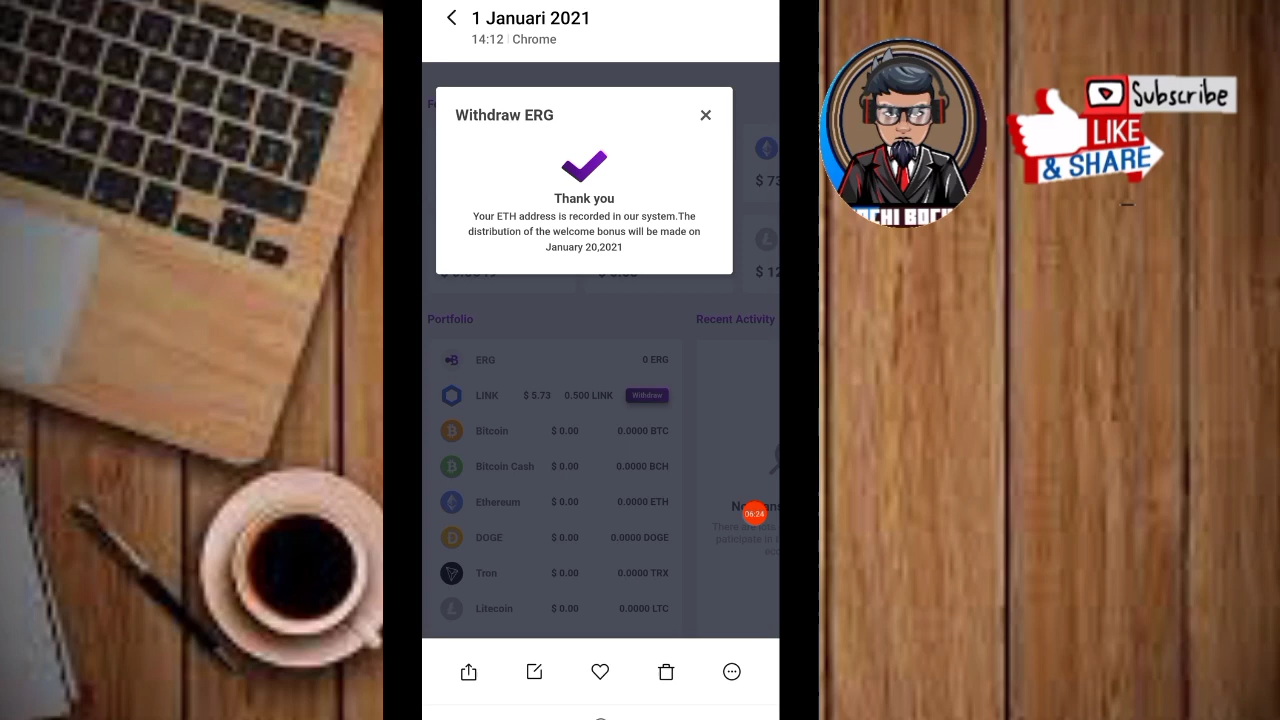 1 Januari 2021
14:12 | Chrome
Withdraw ERG
Thank you
Your ETH address is recorded in our system.The
distribution of the welcome bonus will be made on
January 20,2021
$ 73
$ 12
Portfolio
Recent Activity
ERG 0 ERG
LINK $ 5.73 0.500 LINK Withdraw
Bitcoin $ 0.00 0.0000 BTC
Bitcoin Cash $ 0.00 0.0000 BCH
Ethereum $ 0.00 0.0000 ETH
DOGE $ 0.00 0.0000 DOGE
Tron $ 0.00 0.0000 TRX
Litecoin $ 0.00 0.0000 LTC
06:24
Subscribe
LIKE
& SHARE